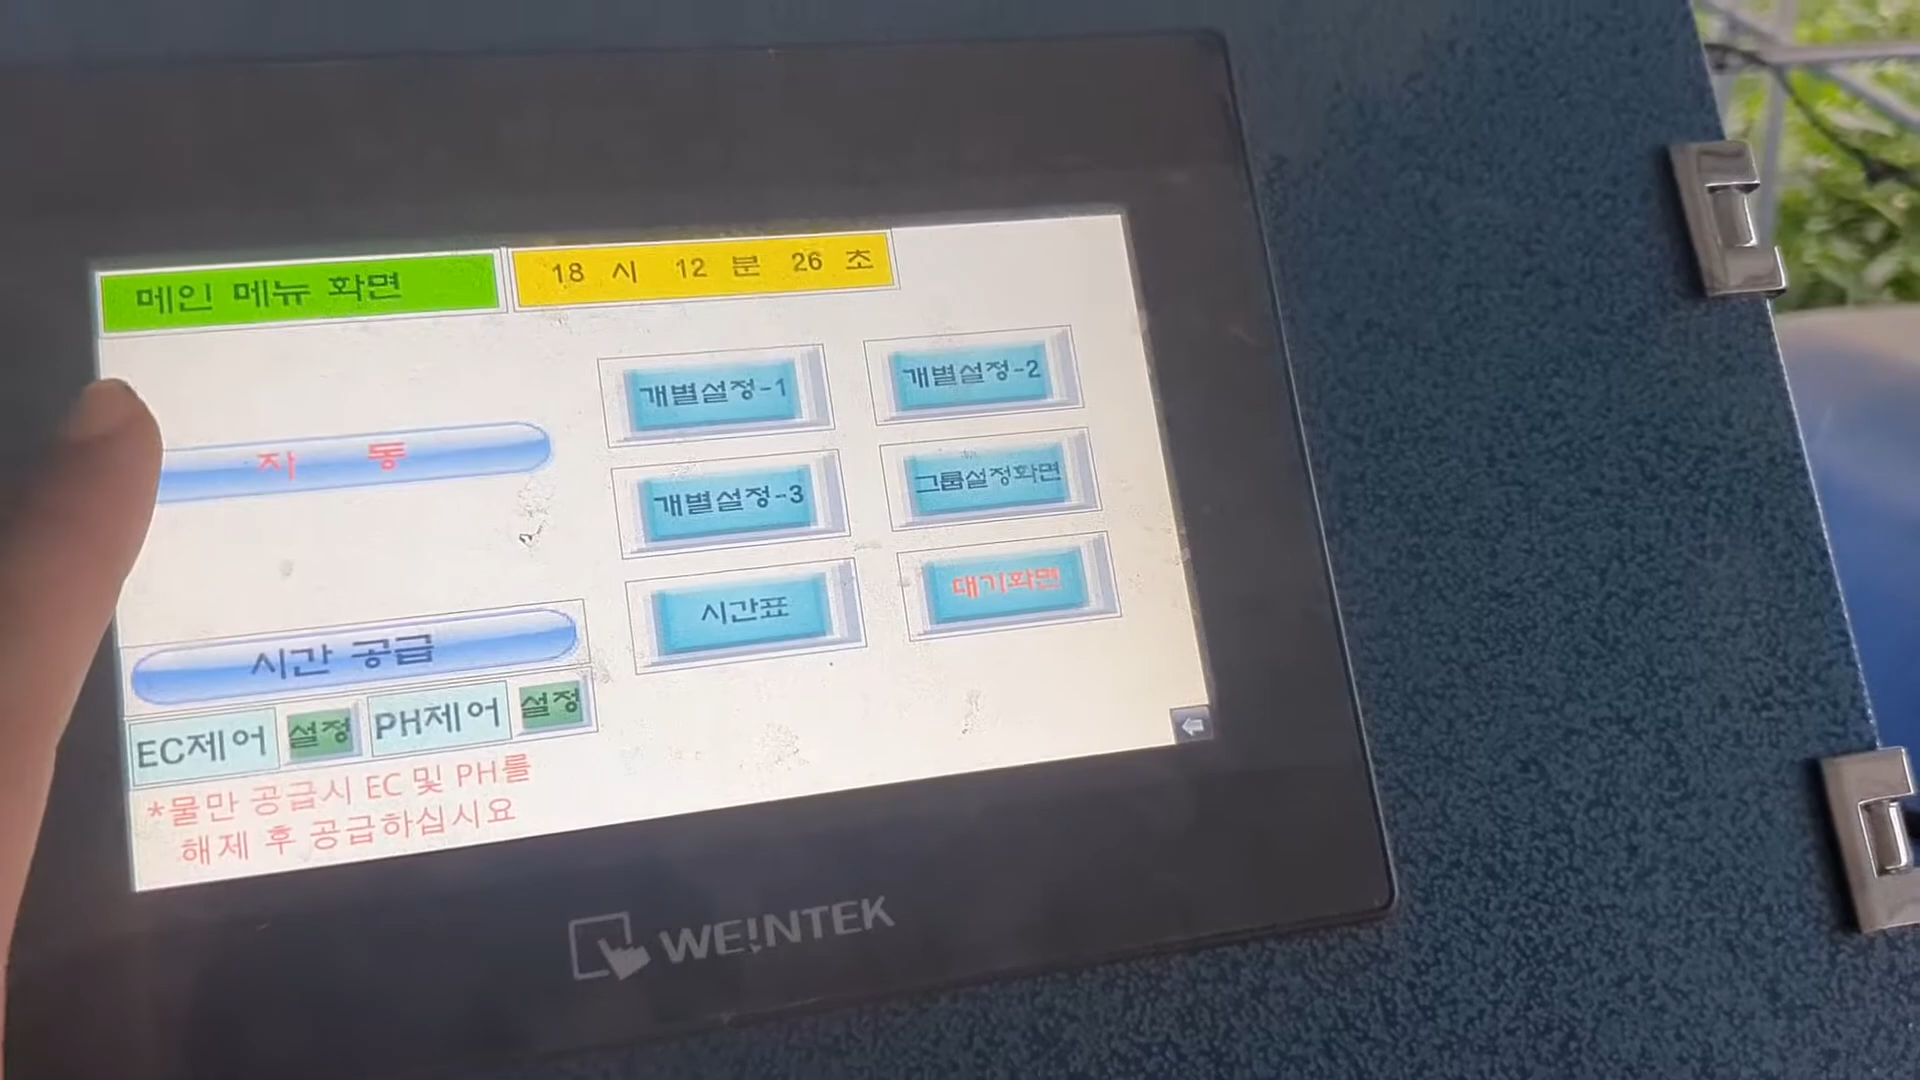 메인 메뉴 화면
18 시 12 분 26 초
자 동
개별설정-1
개별설정-2
개별설정-3
그룹설정화면
시간표
대기화면
시간 공급
EC제어 설정 PH제어 설정
*물만 공급시 EC 및 PH를
해제 후 공급하십시요
WE!NTEK